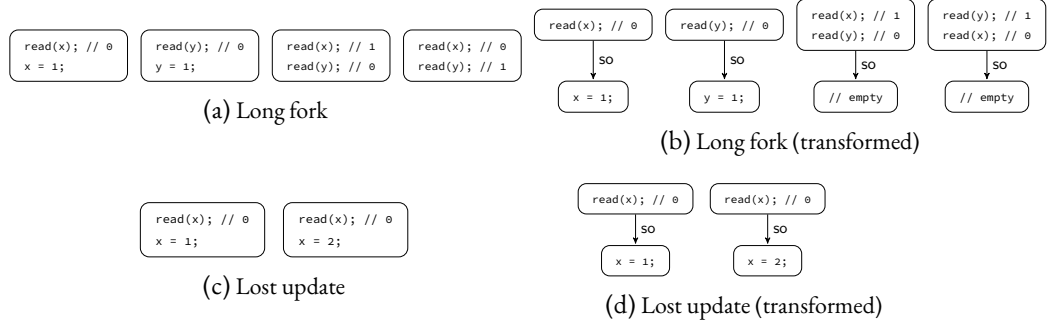 read(x); // 0
x = 1;
read(y); // 0
y = 1;
read(x); // 1
read(y); // 0
read(x); // 0
read(y); // 1
(a) Long fork
read(x); // 0
so
x = 1;
read(y); // 0
so
y = 1;
read(x); // 1
read(y); // 0
so
// empty
read(y); // 1
read(x); // 0
so
// empty
(b) Long fork (transformed)
read(x); // 0
x = 1;
read(x); // 0
x = 2;
(c) Lost update
read(x); // 0
so
x = 1;
read(x); // 0
so
x = 2;
(d) Lost update (transformed)